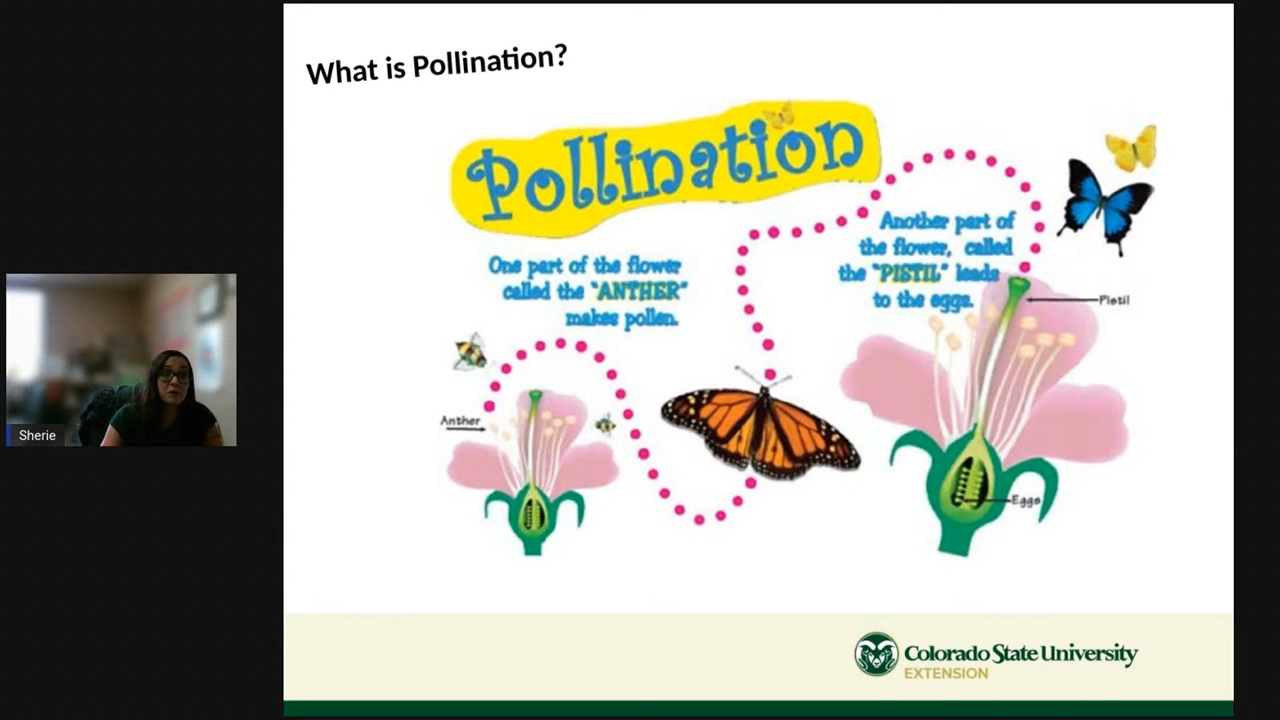 What is Pollination?
Pollination
One part of the flower
called the "ANTHER"
makes pollen.
Another part of
the flower, called
the "PISTIL" leads
to the eggs.
Pistil
Anther
Eggs
Sherie
Colorado State University
EXTENSION